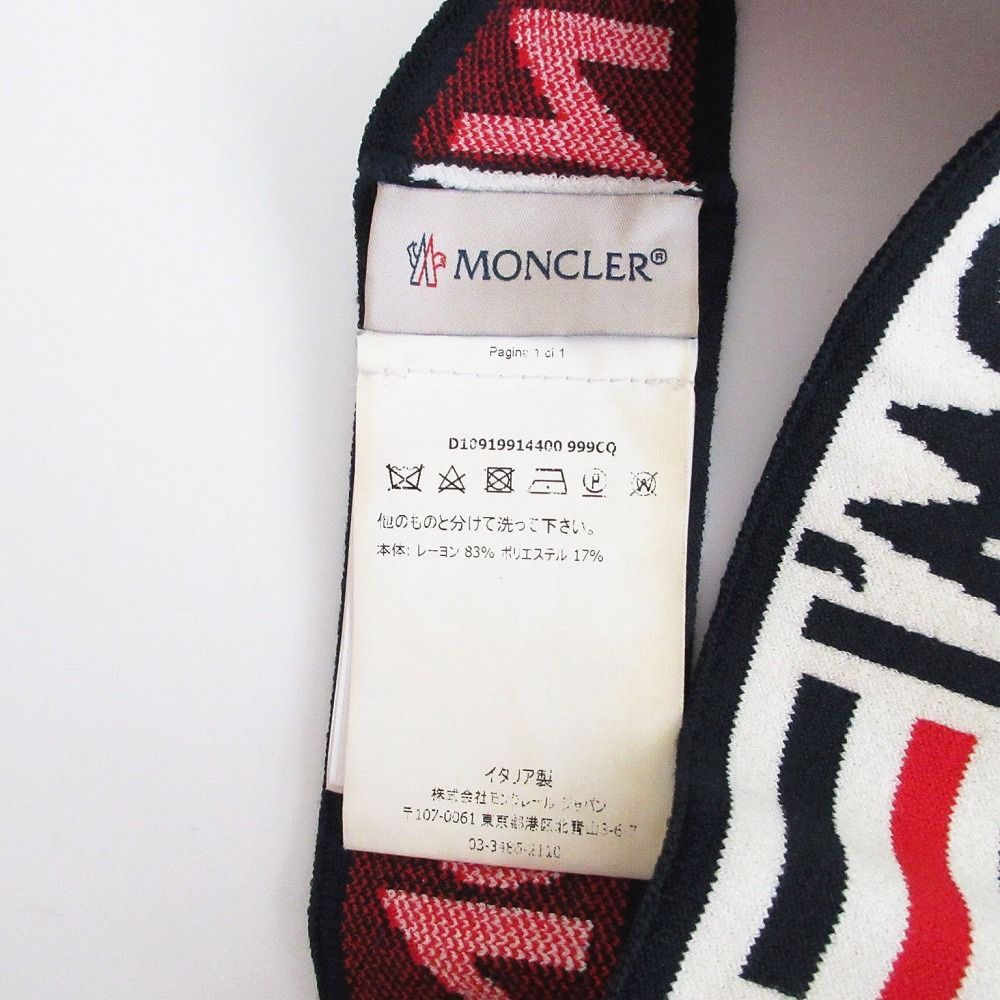 MONCLER®
Pagina 1 di 1
D10919914400 999CQ
P
W
他のものと分けて洗って下さい。
本体: レーヨン 83% ポリエステル 17%
イタリア製
株式会社モンクレール ジャパン
〒107-0061 東京都港区北青山3-6-7
03-3486-2110